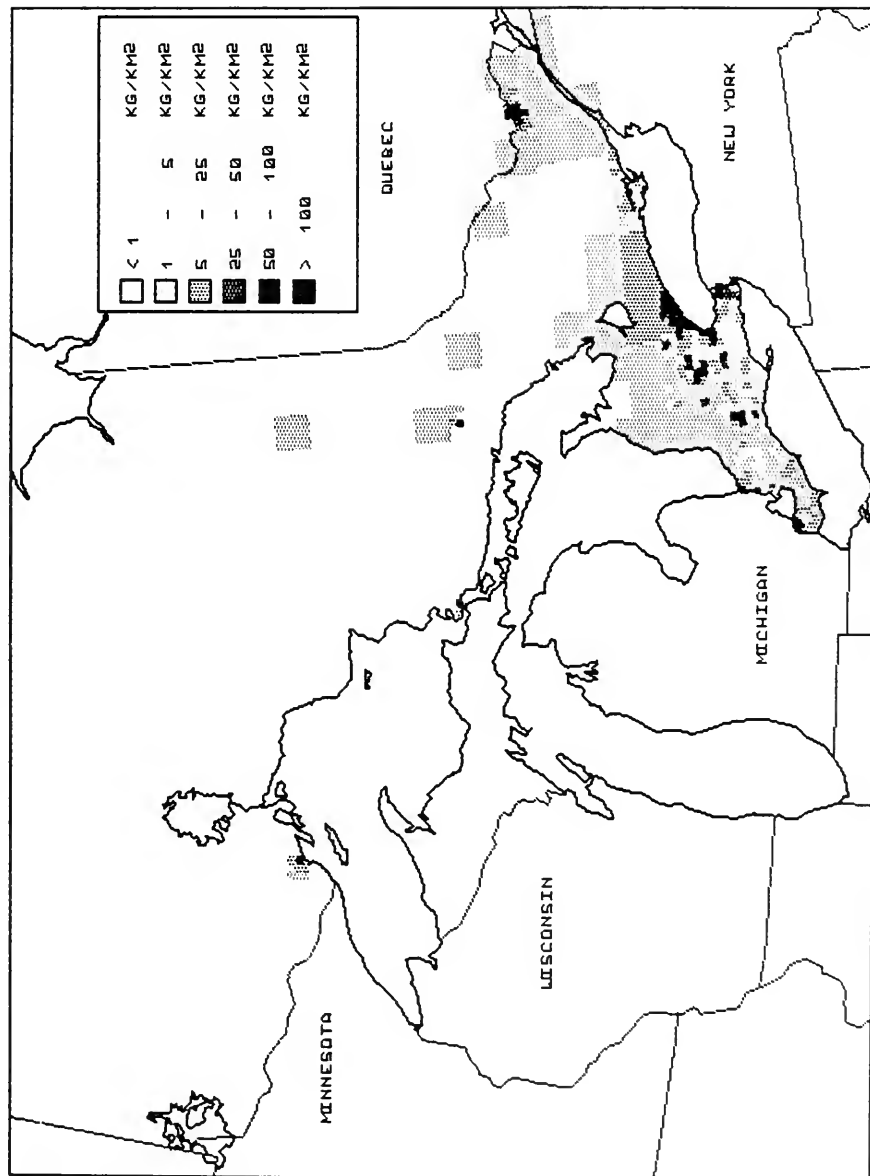 < 1 KG/KM2
1 - 5 KG/KM2
5 - 25 KG/KM2
25 - 50 KG/KM2
50 - 100 KG/KM2
> 100 KG/KM2
QUEBEC
NEW YORK
MICHIGAN
WISCONSIN
MINNESOTA